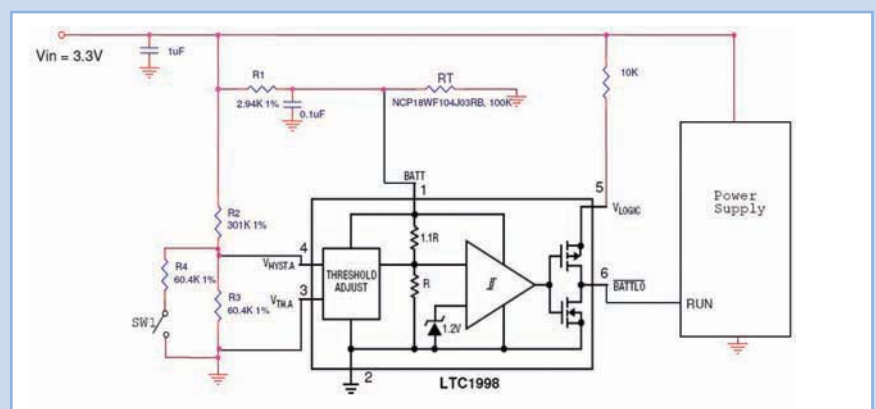 1uF
Vin = 3.3V
R1
2.94K 1%
0.1uF
RT
NCP18WF104J03RB, 100K
10K
BATT
1
5
VLOGIC
Power
Supply
R2
301K 1%
4
VHYST.A
R4
60.4K 1%
3
VTH.A
R3
60.4K 1%
SW1
THRESHOLD
ADJUST
1.1R
R
1.2V
6
BATTLO
RUN
2
LTC1998